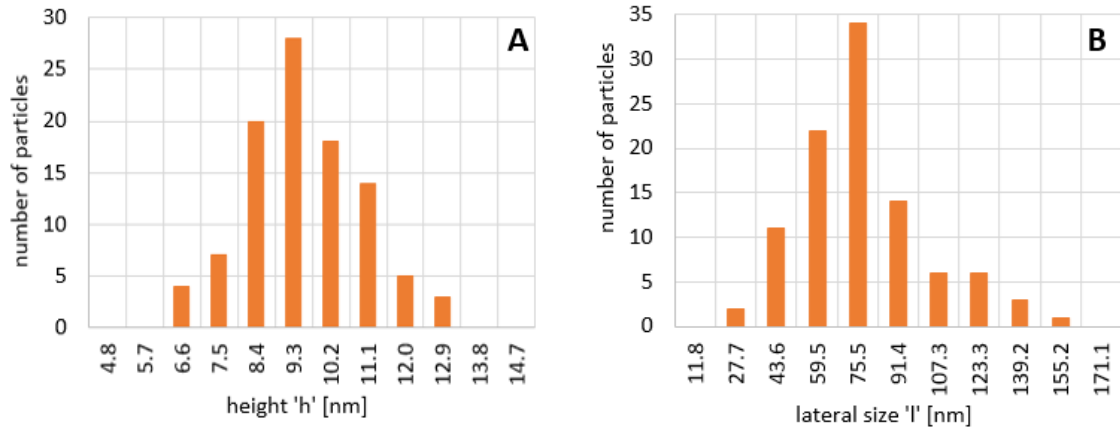 A
number of particles
30
25
20
15
10
5
0
4.8 5.7 6.6 7.5 8.4 9.3 10.2 11.1 12.0 12.9 13.8 14.7
height 'h' [nm]
B
number of particles
35
30
25
20
15
10
5
0
11.8 27.7 43.6 59.5 75.5 91.4 107.3 123.3 139.2 155.2 171.1
lateral size 'l' [nm]